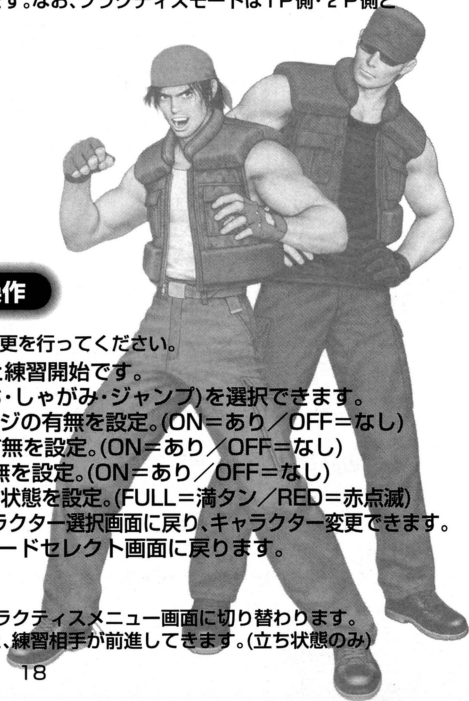 す。なお、プラクティスモードは1P側・2P側と
作
更を行ってください。
練習開始です。
・しゃがみ・ジャンプ)を選択できます。
ジの有無を設定。(ON=あり/OFF=なし)
無を設定。(ON=あり/OFF=なし)
無を設定。(ON=あり/OFF=なし)
状態を設定。(FULL=満タン/RED=赤点滅)
ラクター選択画面に戻り、キャラクター変更できます。
ードセレクト画面に戻ります。
ラクティスメニュー画面に切り替わります。
、練習相手が前進してきます。(立ち状態のみ)
18